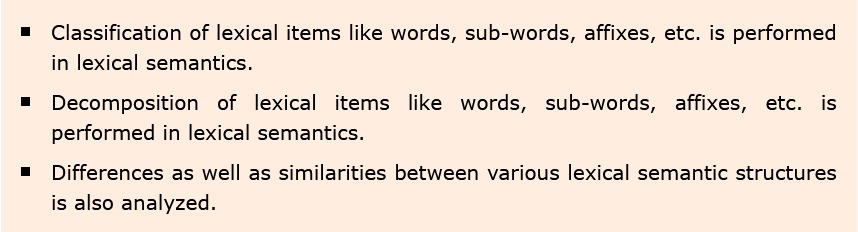 ▪ Classification of lexical items like words, sub-words, affixes, etc. is performed
in lexical semantics.
▪ Decomposition of lexical items like words, sub-words, affixes, etc. is
performed in lexical semantics.
▪ Differences as well as similarities between various lexical semantic structures
is also analyzed.